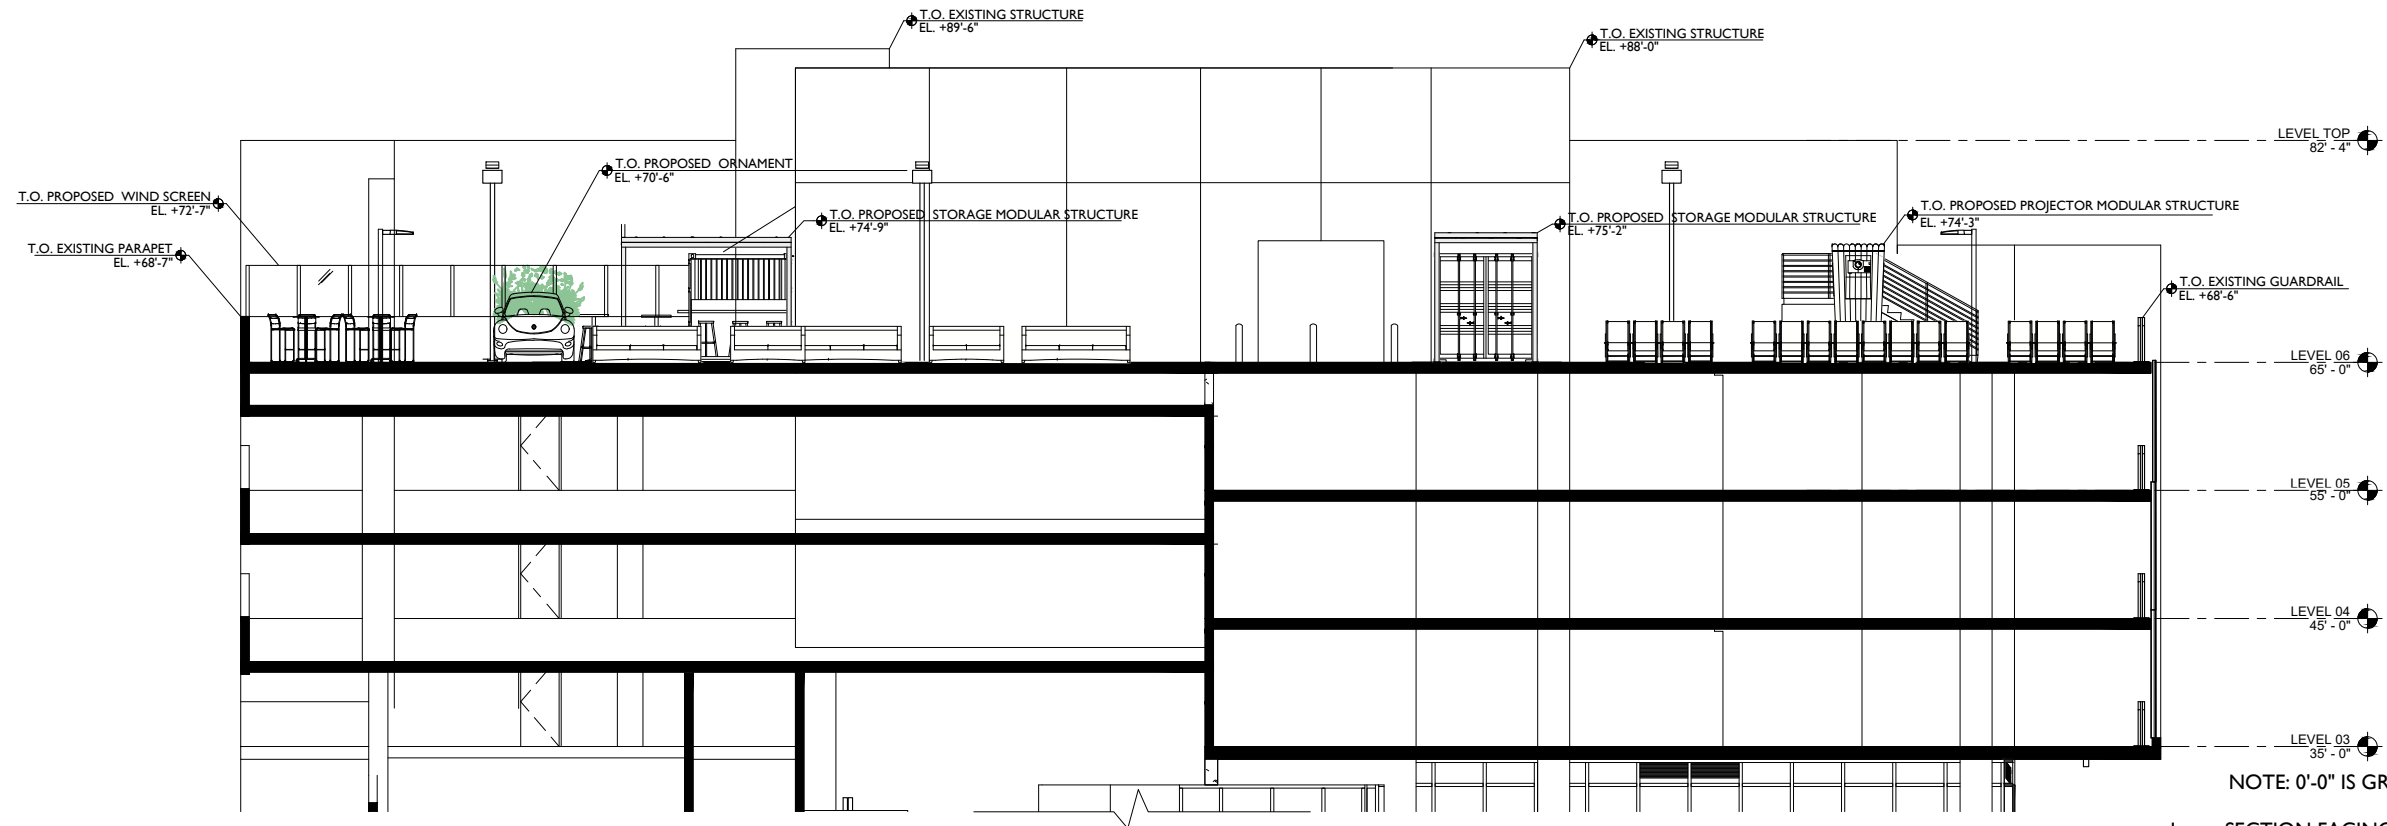 T.O. EXISTING STRUCTURE
EL. +89'-6"
T.O. EXISTING STRUCTURE
EL. +88'-0"
LEVEL TOP
82' - 4"
T.O. PROPOSED ORNAMENT
EL. +70'-6"
T.O. PROPOSED WIND SCREEN
EL. +72'-7"
T.O. PROPOSED STORAGE MODULAR STRUCTURE
EL. +74'-9"
T.O. PROPOSED STORAGE MODULAR STRUCTURE
EL. +75'-2"
T.O. PROPOSED PROJECTOR MODULAR STRUCTURE
EL. +74'-3"
T.O. EXISTING PARAPET
EL. +68'-7"
T.O. EXISTING GUARDRAIL
EL. +68'-6"
LEVEL 06
65' - 0"
LEVEL 05
55' - 0"
LEVEL 04
45' - 0"
LEVEL 03
35' - 0"
NOTE: 0'-0" IS GR